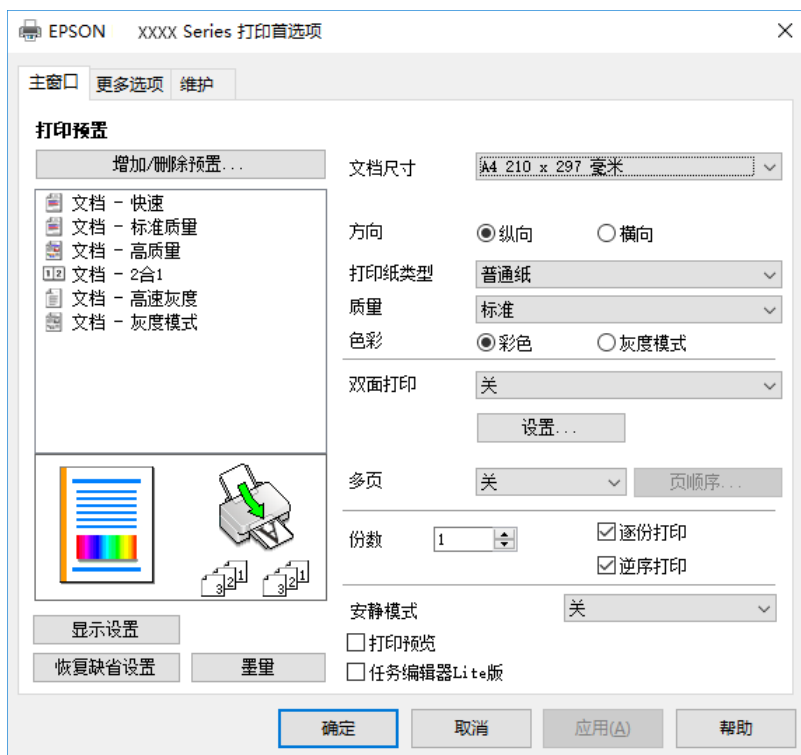 EPSON XXXX Series 打印首选项
主窗口 更多选项 维护
打印预置
增加/删除预置...
文档 - 快速
文档 - 标准质量
文档 - 高质量
1 2 文档 - 2合1
文档 - 高速灰度
文档 - 灰度模式
3 2 1 3 2 1
显示设置
恢复缺省设置 墨量
文档尺寸 A4 210 x 297 毫米
方向 纵向 横向
打印纸类型 普通纸
质量 标准
色彩 彩色 灰度模式
双面打印 关
设置...
多页 关 页顺序...
份数 1 逐份打印
逆序打印
安静模式 关
打印预览
任务编辑器Lite版
确定 取消 应用(A) 帮助